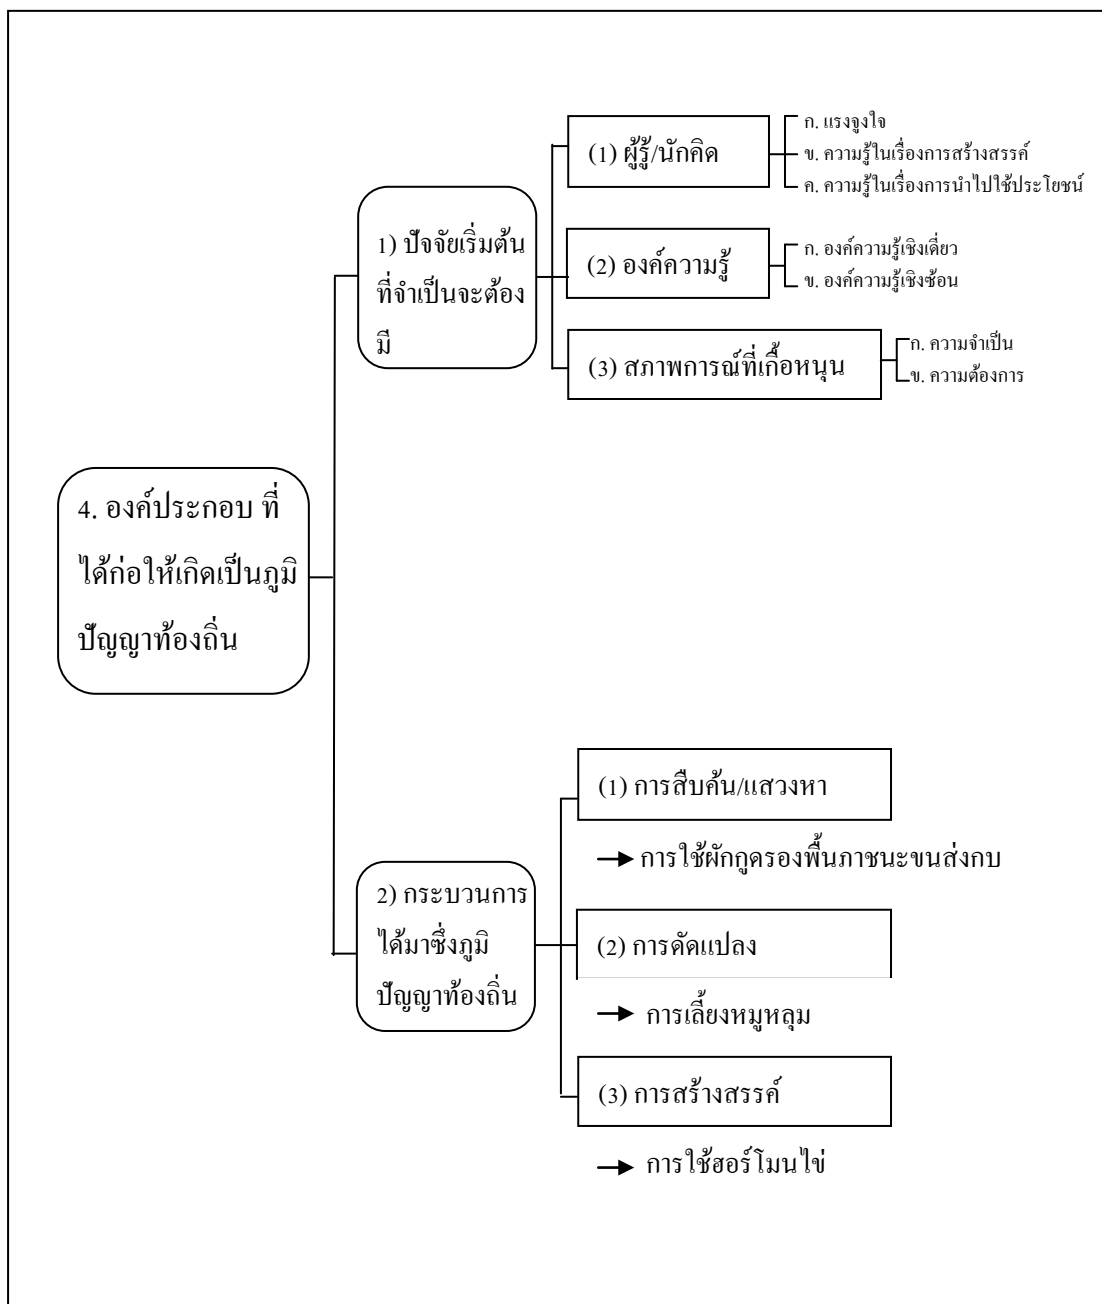 4. องค์ประกอบ ที่
ได้ก่อให้เกิดเป็นภูมิ
ปัญญาท้องถิ่น
1) ปัจจัยเริ่มต้น
ที่จำเป็นจะต้อง
มี
(1) ผู้รู้/นักคิด
ก. แรงจูงใจ
ข. ความรู้ในเรื่องการสร้างสรรค์
ค. ความรู้ในเรื่องการนำไปใช้ประโยชน์
(2) องค์ความรู้
ก. องค์ความรู้เชิงเดี่ยว
ข. องค์ความรู้เชิงซ้อน
(3) สภาพการณ์ที่เกื้อหนุน
ก. ความจำเป็น
ข. ความต้องการ
2) กระบวนการ
ได้มาซึ่งภูมิ
ปัญญาท้องถิ่น
(1) การสืบค้น/แสวงหา
การใช้ผักกูดรองพื้นภาชนะขนส่งกบ
(2) การดัดแปลง
การเลี้ยงหมูหลุม
(3) การสร้างสรรค์
การใช้ฮอร์โมนไข่